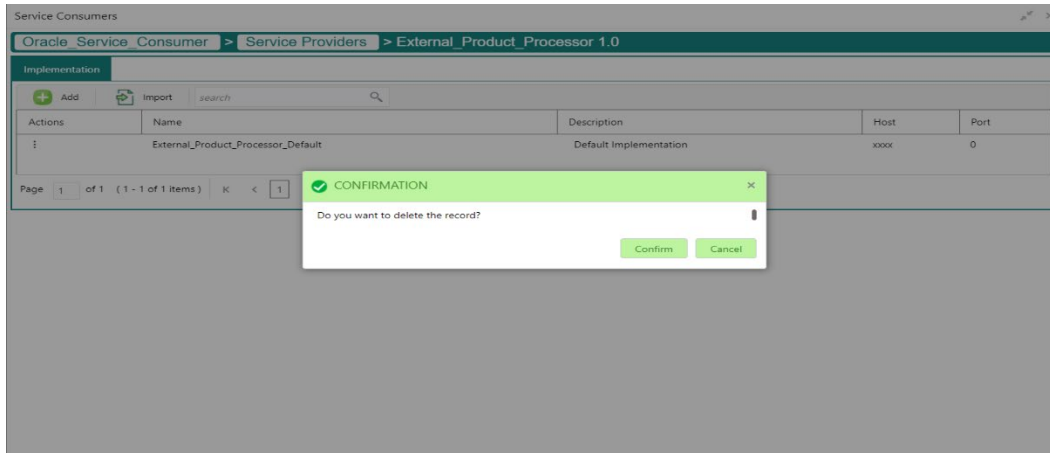 Service Consumers
Oracle_Service_Consumer > Service Providers > External_Product_Processor 1.0
Implementation
Add Import search
Actions Name Description Host Port
External_Product_Processor_Default Default Implementation xxxx 0
Page 1 of 1 (1 - 1 of 1 items) K < 1
CONFIRMATION ×
Do you want to delete the record?
Confirm Cancel